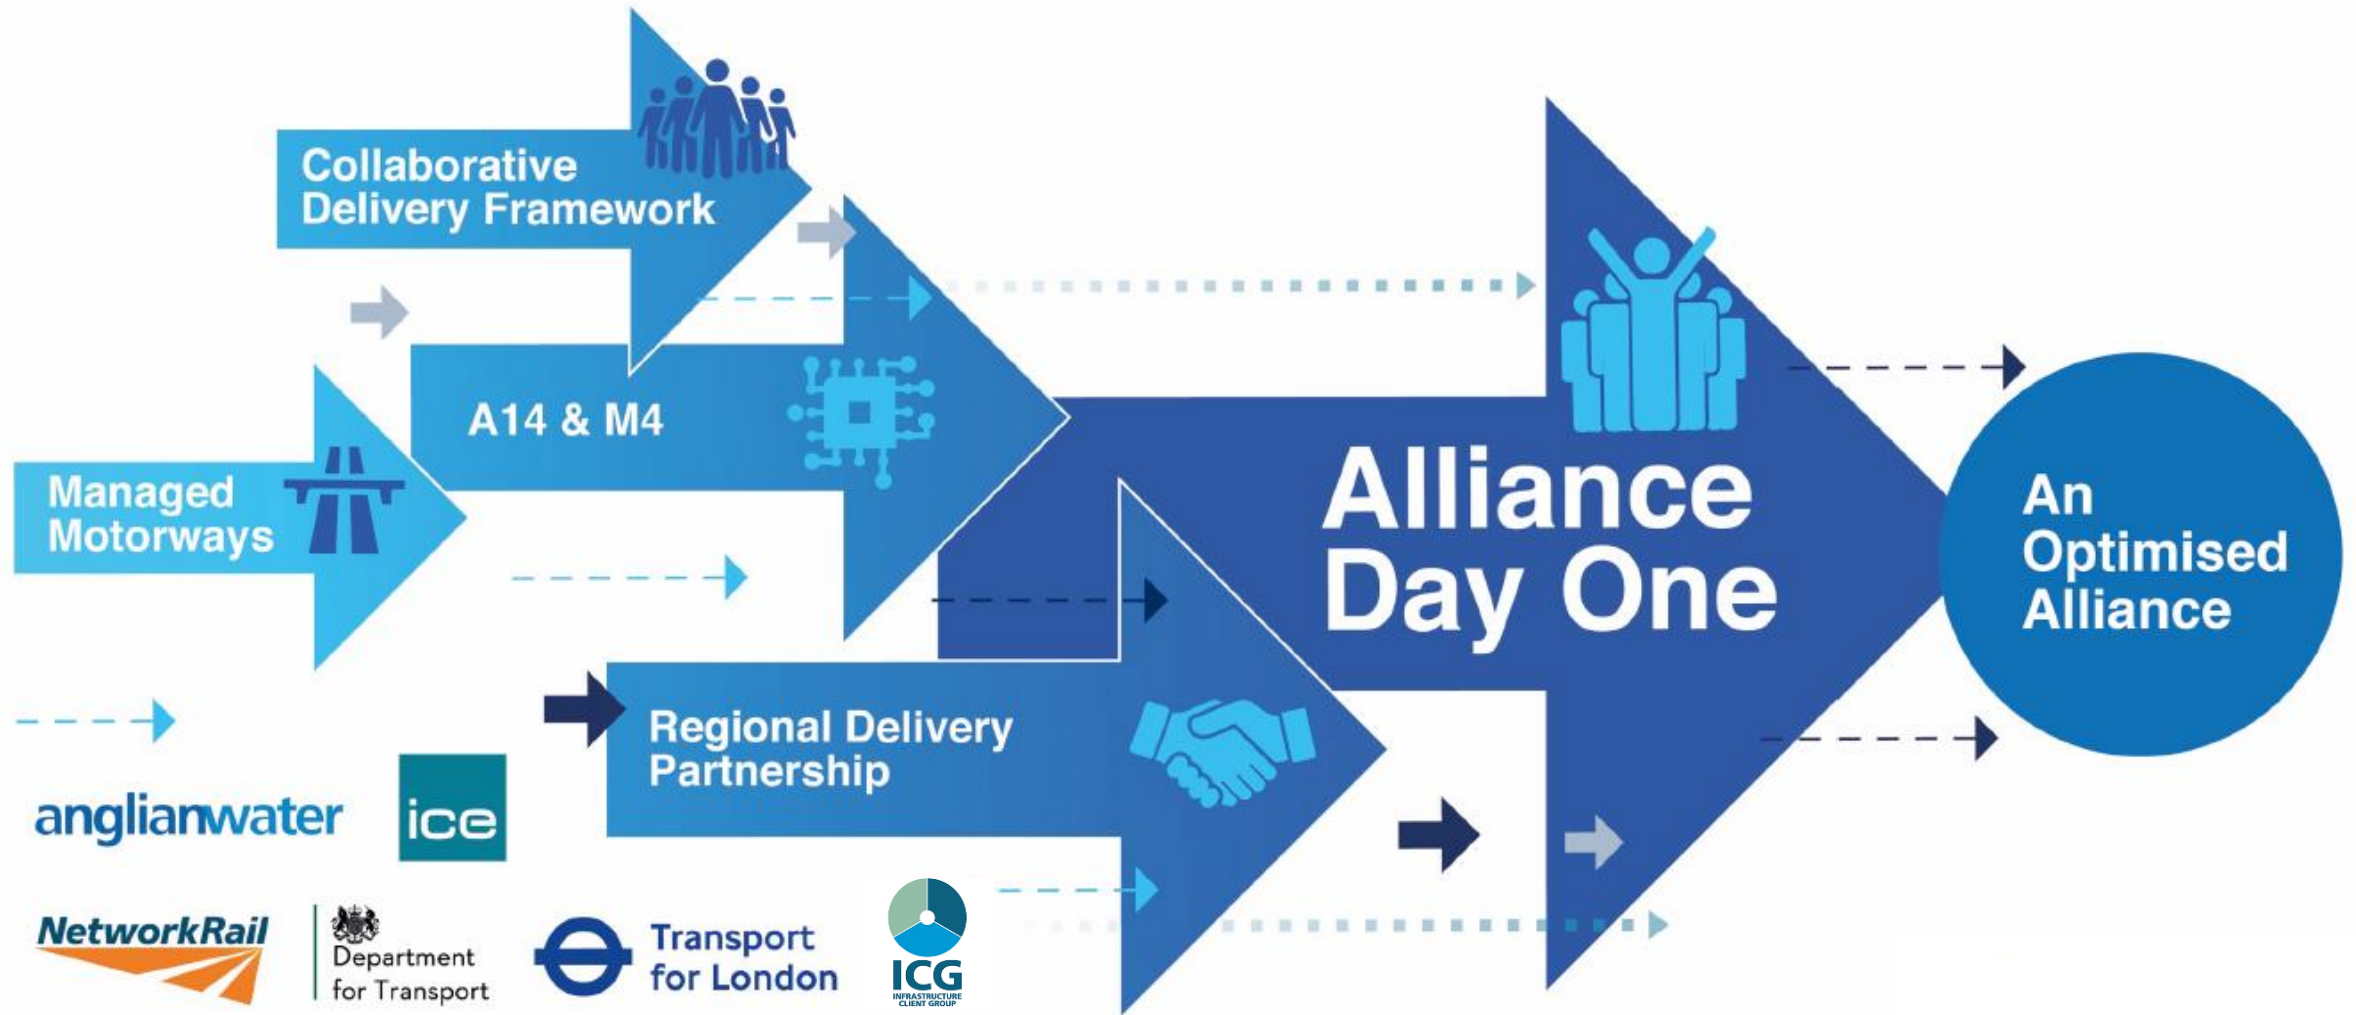 Collaborative
Delivery Framework
A14 & M4
Managed
Motorways
Alliance
Day One
An
Optimised
Alliance
Regional Delivery
Partnership
anglianwater
ice
NetworkRail
Department
for Transport
Transport
for London
ICG
INFRASTRUCTURE
CLIENT GROUP